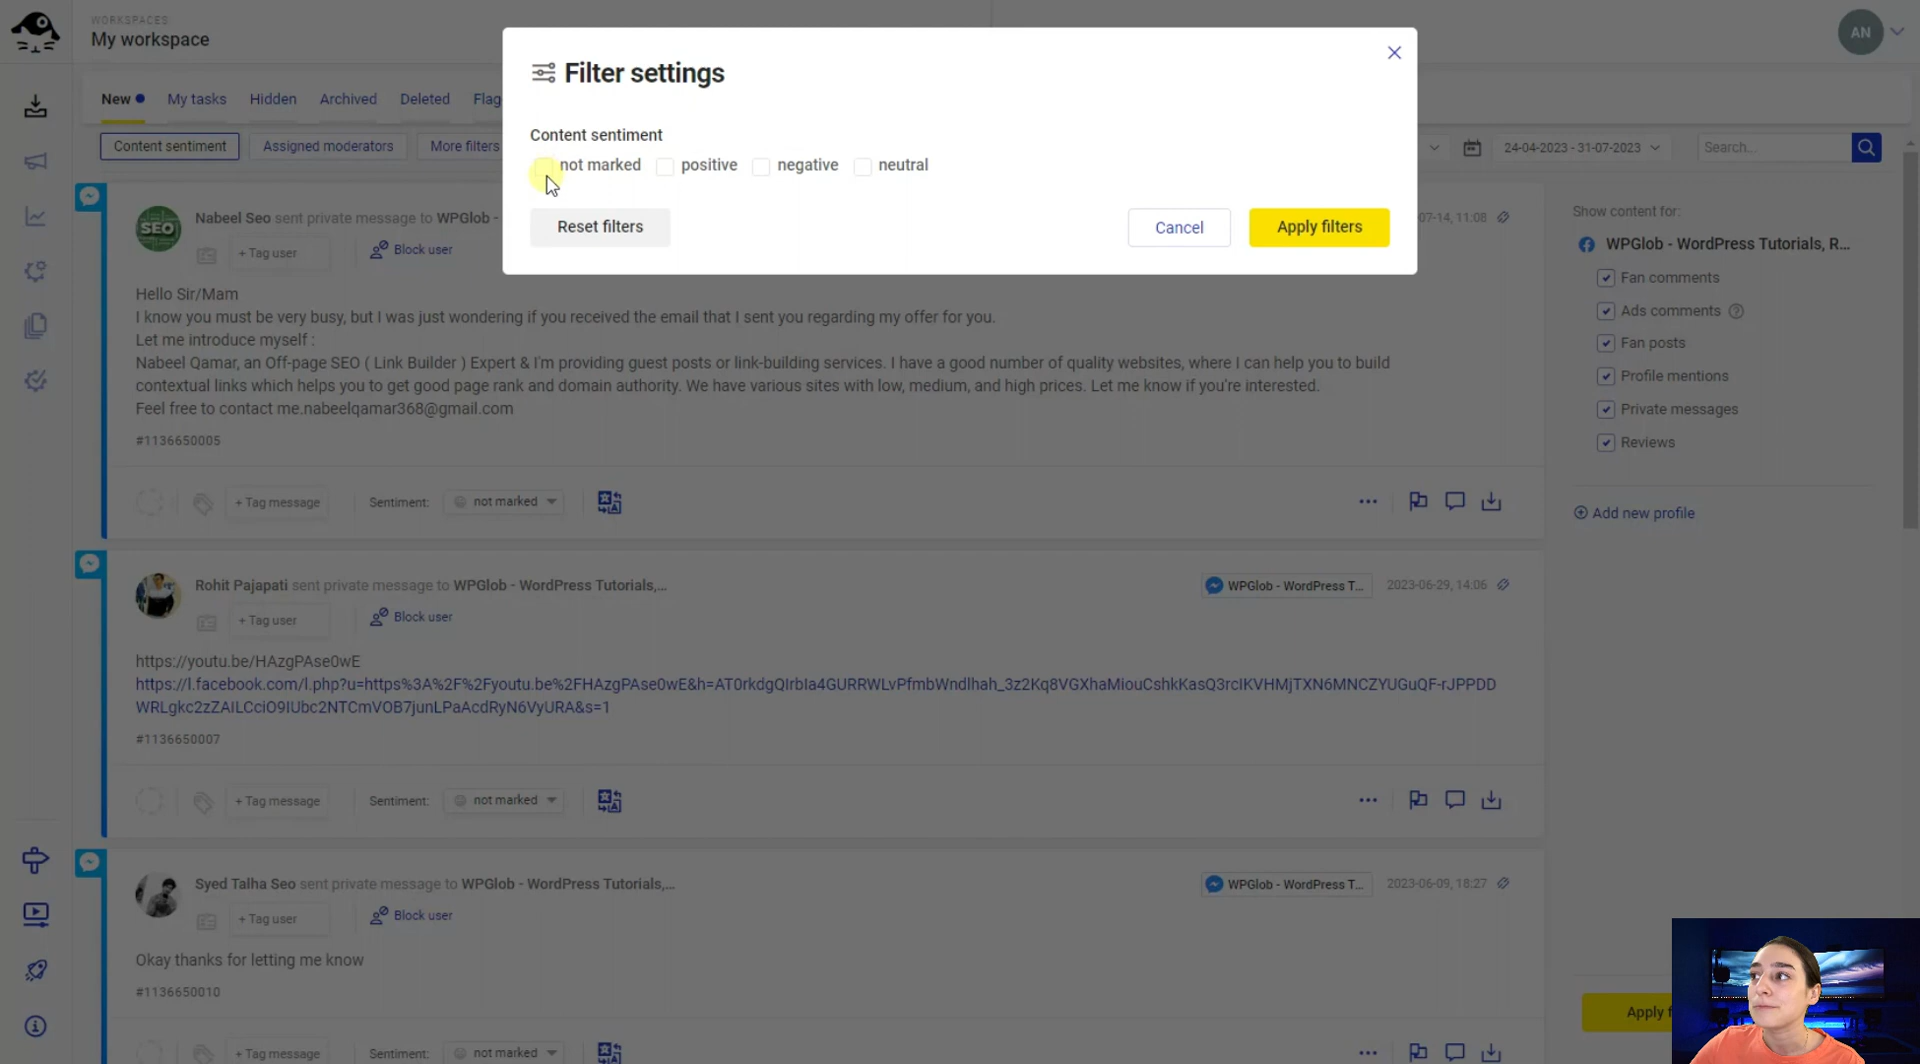 WORKSPACES
My workspace
AN
Filter settings
New
My tasks
Hidden
Archived
Deleted
Content sentiment
Assigned moderators
More filters
Content sentiment
not marked
positive
negative
neutral
Reset filters
Cancel
Apply filters
24-04-2023 - 31-07-2023
Search...
SEO
Nabeel Seo sent private message to WPGlob -
07-14, 11:08
+ Tag user
Block user
Hello Sir/Mam
I know you must be very busy, but I was just wondering if you received the email that I sent you regarding my offer for you.
Let me introduce myself :
Nabeel Qamar, an Off-page SEO ( Link Builder ) Expert & I'm providing guest posts or link-building services. I have a good number of quality websites, where I can help you to build
contextual links which helps you to get good page rank and domain authority. We have various sites with low, medium, and high prices. Let me know if you're interested.
Feel free to contact me.nabeelqamar368@gmail.com
#1136650005
+ Tag message
Sentiment:
not marked
Show content for:
WPGlob - WordPress Tutorials, R...
Fan comments
Ads comments
Fan posts
Profile mentions
Private messages
Reviews
Add new profile
Rohit Pajapati sent private message to WPGlob - WordPress Tutorials,...
WPGlob - WordPress T...
2023-06-29, 14:06
+ Tag user
Block user
https://youtu.be/HAzgPAse0wE
https://l.facebook.com/l.php?u=https%3A%2F%2Fyoutu.be%2FHAzgPAse0wE&h=AT0rkdgQIrbIa4GURRWLvPfmbWndlhah_3z2Kq8VGXhaMiouCshkKasQ3rcIKVHMjTXN6MNCZYUGuQF-rJPPDD
WRLgkc2zZAILCciO9IUbc2NTCmVOB7junLPaAcdRyN6VyURA&s=1
#1136650007
+ Tag message
Sentiment:
not marked
Syed Talha Seo sent private message to WPGlob - WordPress Tutorials,...
WPGlob - WordPress T...
2023-06-09, 18:27
+ Tag user
Block user
Okay thanks for letting me know
#1136650010
+ Tag message
Sentiment:
not marked
Apply